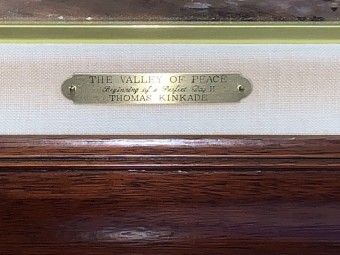 THE VALLEY OF PEACE
Beginning of a Perfect Day II
THOMAS KINKADE